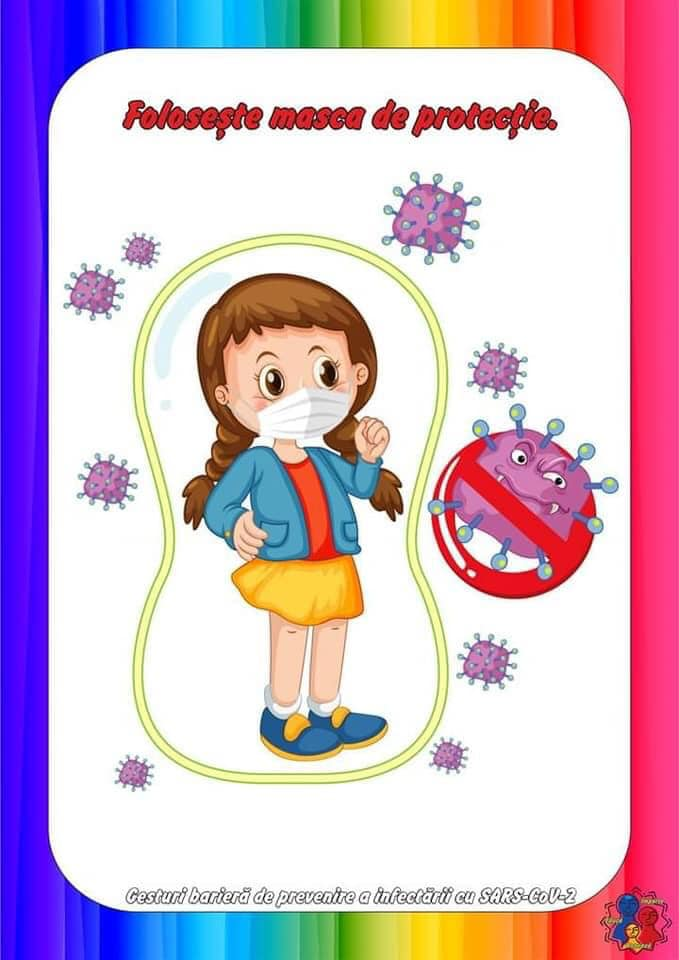 Folosește masca de protecție.
Gesturi barieră de prevenire a infectării cu SARS-CoV-2